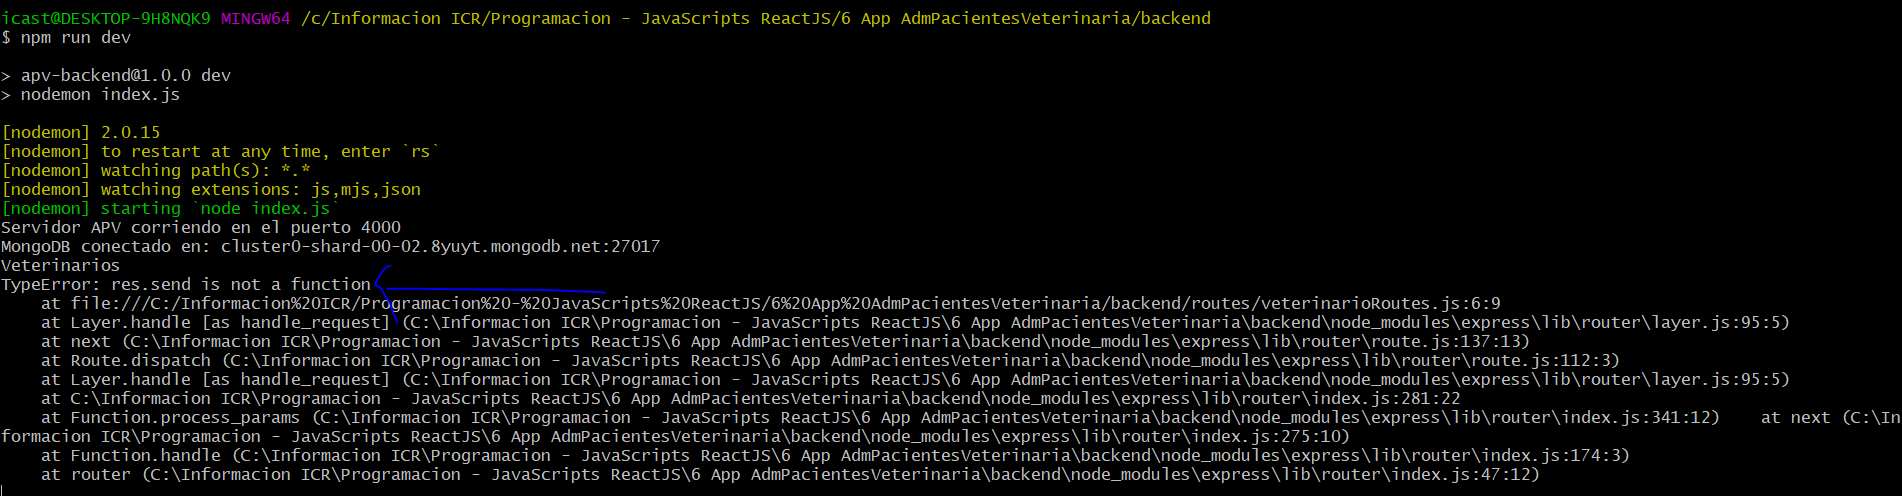 icast@DESKTOP-9H8NQK9 MINGW64 /c/Informacion ICR/Programacion - JavaScripts ReactJS/6 App AdmPacientesVeterinaria/backend
$ npm run dev
> apv-backend@1.0.0 dev
> nodemon index.js
[nodemon] 2.0.15
[nodemon] to restart at any time, enter `rs`
[nodemon] watching path(s): *.*
[nodemon] watching extensions: js,mjs,json
[nodemon] starting `node index.js`
Servidor APV corriendo en el puerto 4000
MongoDB conectado en: cluster0-shard-00-02.8yuyt.mongodb.net:27017
Veterinarios
TypeError: res.send is not a function
    at file:///C:/Informacion%20ICR/Programacion%20-%20JavaScripts%20ReactJS/6%20App%20AdmPacientesVeterinaria/backend/routes/veterinarioRoutes.js:6:9
    at Layer.handle [as handle_request] (C:\Informacion ICR\Programacion - JavaScripts ReactJS\6 App AdmPacientesVeterinaria\backend\node_modules\express\lib\router\layer.js:95:5)
    at next (C:\Informacion ICR\Programacion - JavaScripts ReactJS\6 App AdmPacientesVeterinaria\backend\node_modules\express\lib\router\route.js:137:13)
    at Route.dispatch (C:\Informacion ICR\Programacion - JavaScripts ReactJS\6 App AdmPacientesVeterinaria\backend\node_modules\express\lib\router\route.js:112:3)
    at Layer.handle [as handle_request] (C:\Informacion ICR\Programacion - JavaScripts ReactJS\6 App AdmPacientesVeterinaria\backend\node_modules\express\lib\router\layer.js:95:5)
    at C:\Informacion ICR\Programacion - JavaScripts ReactJS\6 App AdmPacientesVeterinaria\backend\node_modules\express\lib\router\index.js:281:22
    at Function.process_params (C:\Informacion ICR\Programacion - JavaScripts ReactJS\6 App AdmPacientesVeterinaria\backend\node_modules\express\lib\router\index.js:341:12)    at next (C:\In
formacion ICR\Programacion - JavaScripts ReactJS\6 App AdmPacientesVeterinaria\backend\node_modules\express\lib\router\index.js:275:10)
    at Function.handle (C:\Informacion ICR\Programacion - JavaScripts ReactJS\6 App AdmPacientesVeterinaria\backend\node_modules\express\lib\router\index.js:174:3)
    at router (C:\Informacion ICR\Programacion - JavaScripts ReactJS\6 App AdmPacientesVeterinaria\backend\node_modules\express\lib\router\index.js:47:12)